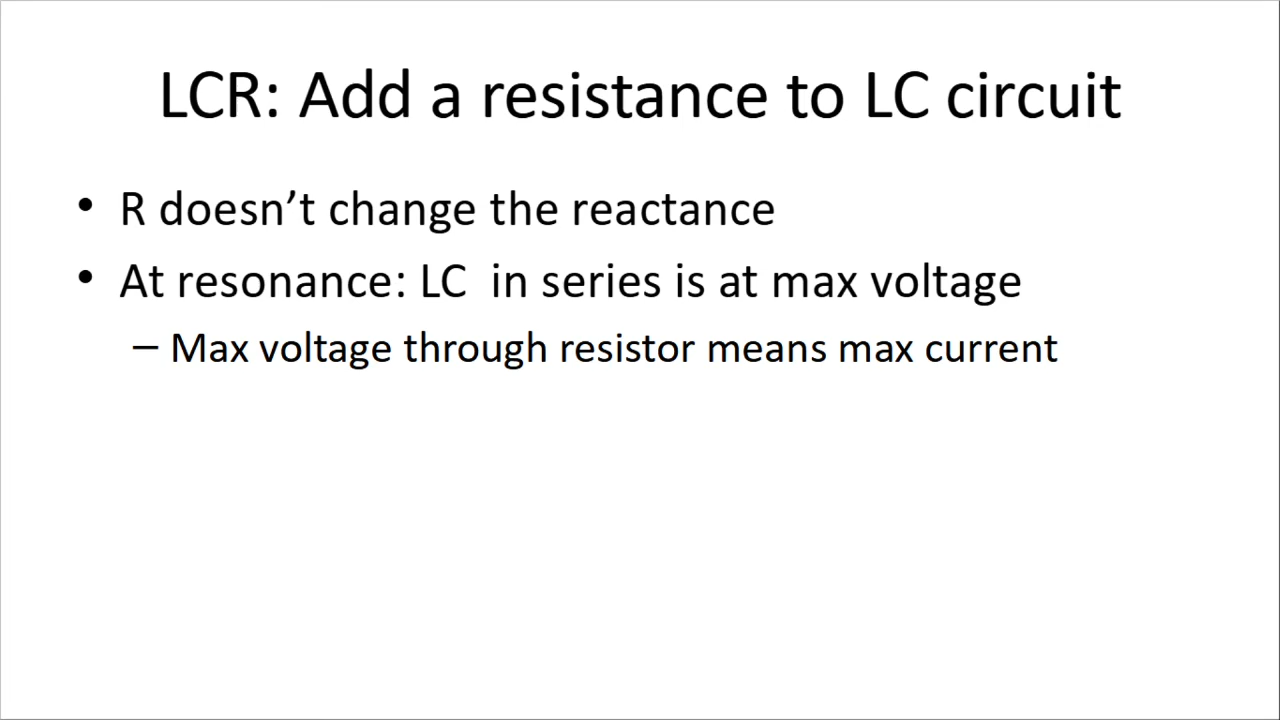 LCR: Add a resistance to LC circuit
• R doesn’t change the reactance
• At resonance: LC  in series is at max voltage
– Max voltage through resistor means max current